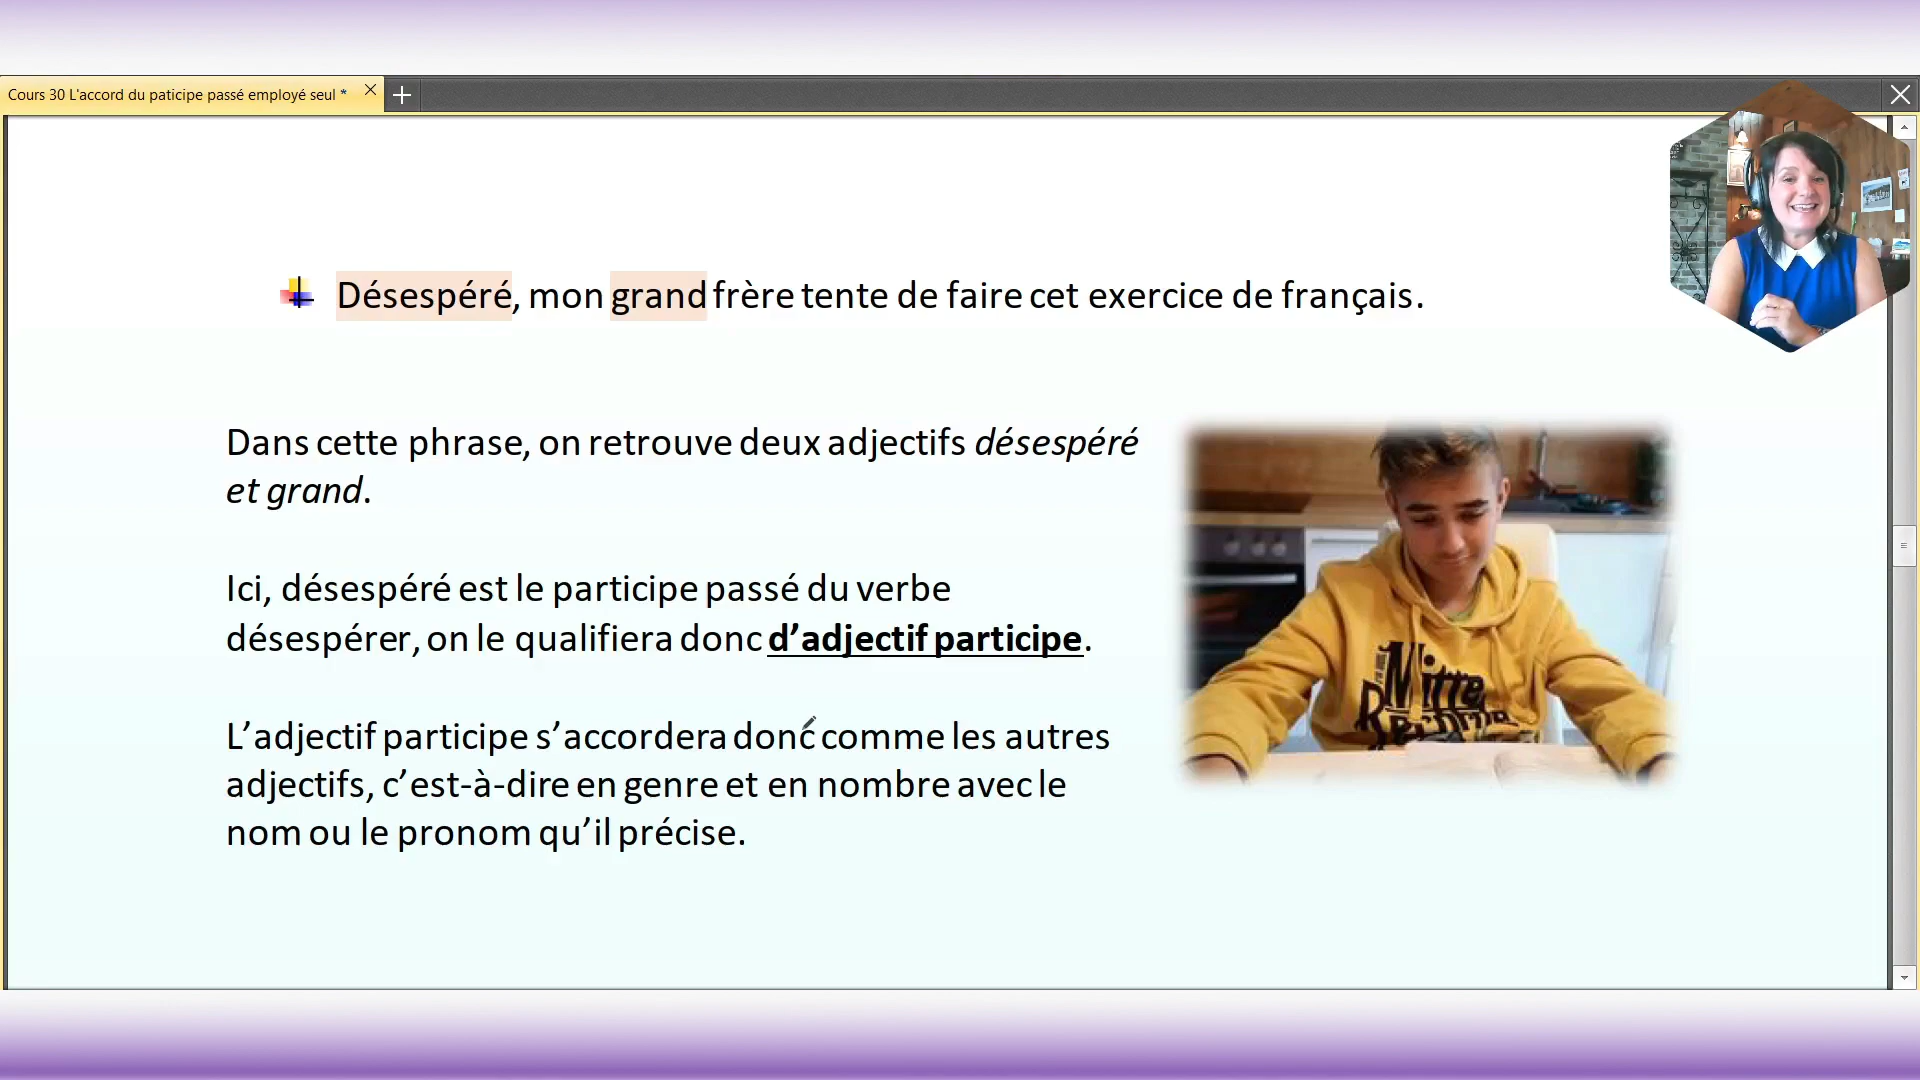 Cours 30 L'accord du paticipe passé employé seul *
Désespéré, mon grand frère tente de faire cet exercice de français.
Dans cette phrase, on retrouve deux adjectifs désespéré
et grand.
Ici, désespéré est le participe passé du verbe
désespérer, on le qualifiera donc d’adjectif participe.
L’adjectif participe s’accordera donc comme les autres
adjectifs, c’est-à-dire en genre et en nombre avec le
nom ou le pronom qu’il précise.
Mitte